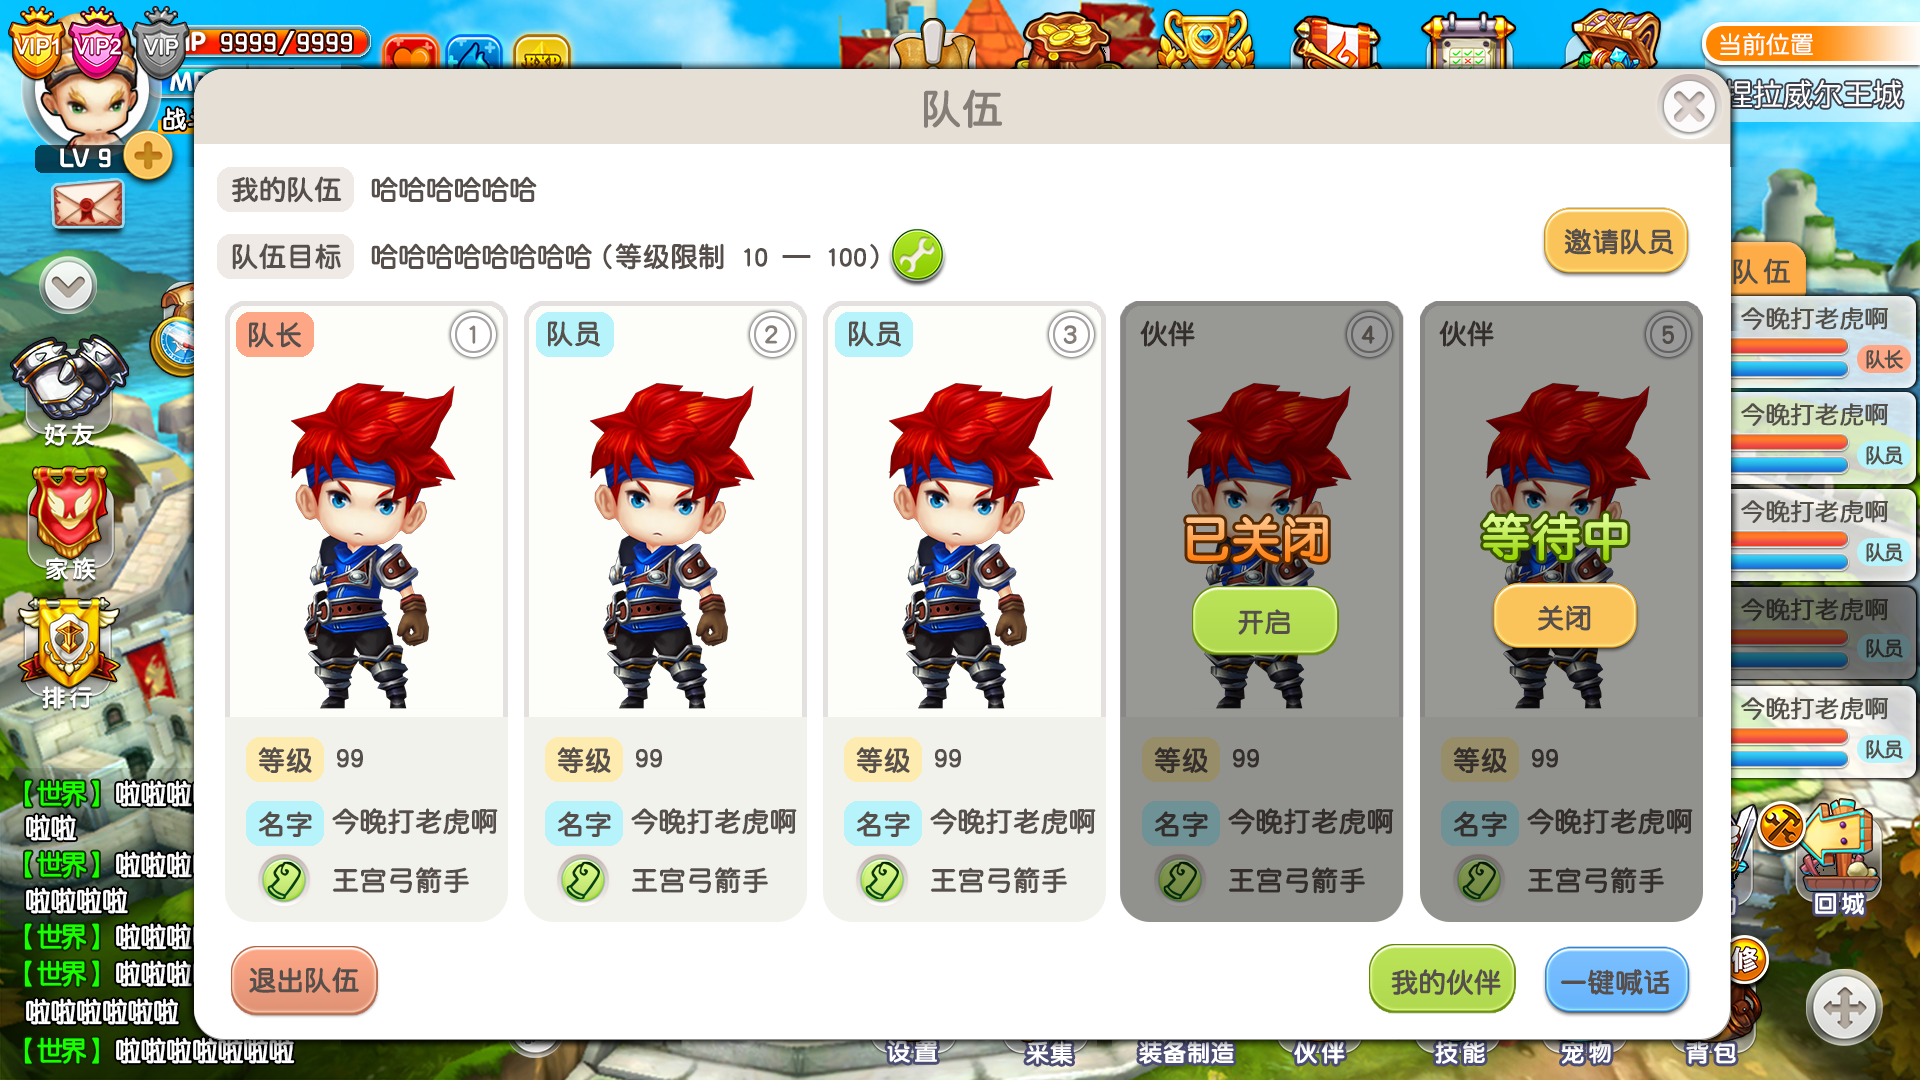 VIP1 VIP2 VIP
9999/9999
EXP
LV 9
当前位置
涅拉威尔王城
队伍
我的队伍 哈哈哈哈哈哈
队伍目标 哈哈哈哈哈哈哈哈（等级限制 10 — 100）
邀请队员
队长 1
队员 2
队员 3
伙伴 4
伙伴 5
已关闭
开启
等待中
关闭
等级 99
等级 99
等级 99
等级 99
等级 99
名字 今晚打老虎啊
名字 今晚打老虎啊
名字 今晚打老虎啊
名字 今晚打老虎啊
名字 今晚打老虎啊
王宫弓箭手
王宫弓箭手
王宫弓箭手
王宫弓箭手
王宫弓箭手
退出队伍
我的伙伴
一键喊话
好友
家族
排行
队伍
今晚打老虎啊
队长
今晚打老虎啊
队员
今晚打老虎啊
队员
今晚打老虎啊
队员
今晚打老虎啊
队员
回城
修
【世界】啦啦啦
啦啦
【世界】啦啦啦
啦啦啦啦
【世界】啦啦啦
【世界】啦啦啦
啦啦啦啦啦啦
【世界】啦啦啦啦啦啦啦
设置
采集
装备制造
伙伴
技能
宠物
背包